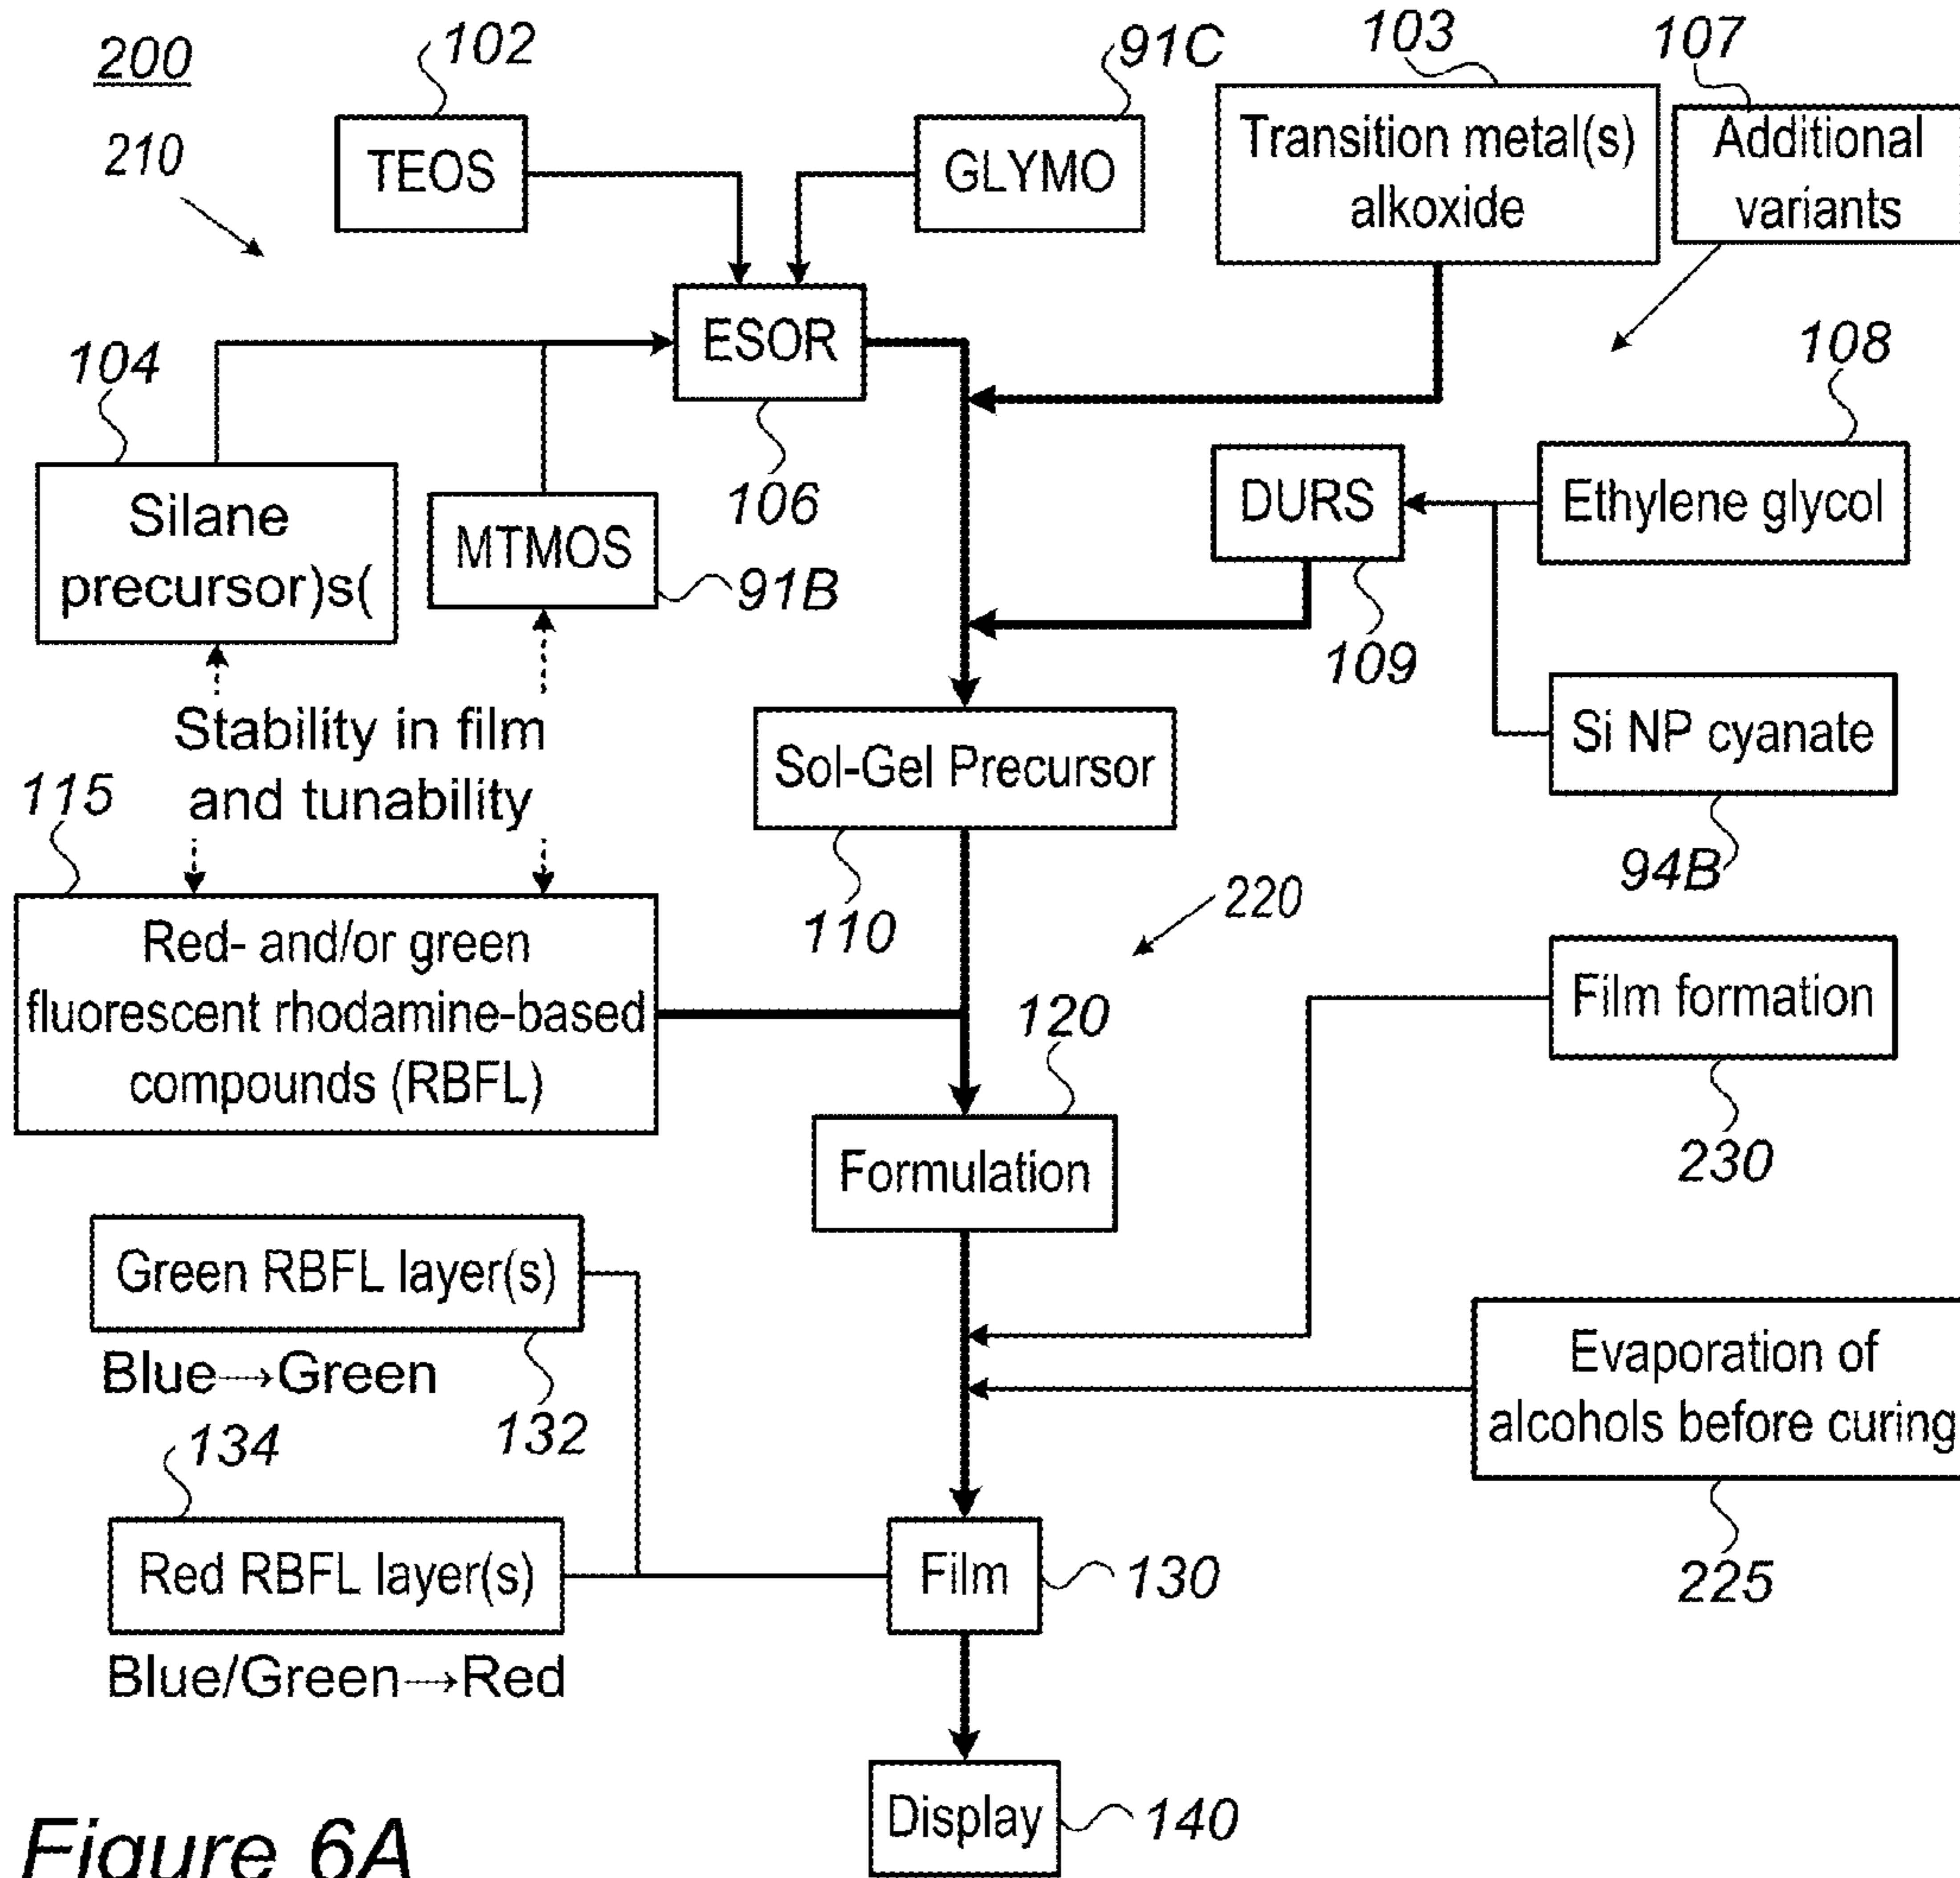 200
102
91C
103
107
210
TEOS
GLYMO
Transition metal(s)
alkoxide
Additional
variants
ESOR
104
108
106
Silane
precursor)s(
MTMOS
91B
DURS
Ethylene glycol
109
Stability in film
and tunability
Sol-Gel Precursor
Si NP cyanate
115
94B
110
220
Red- and/or green
fluorescent rhodamine-based
compounds (RBFL)
Film formation
120
230
Formulation
Green RBFL layer(s)
Blue→Green
132
Evaporation of
alcohols before curing
134
225
Red RBFL layer(s)
Film
130
Blue/Green→Red
Display
140
Figure 6A